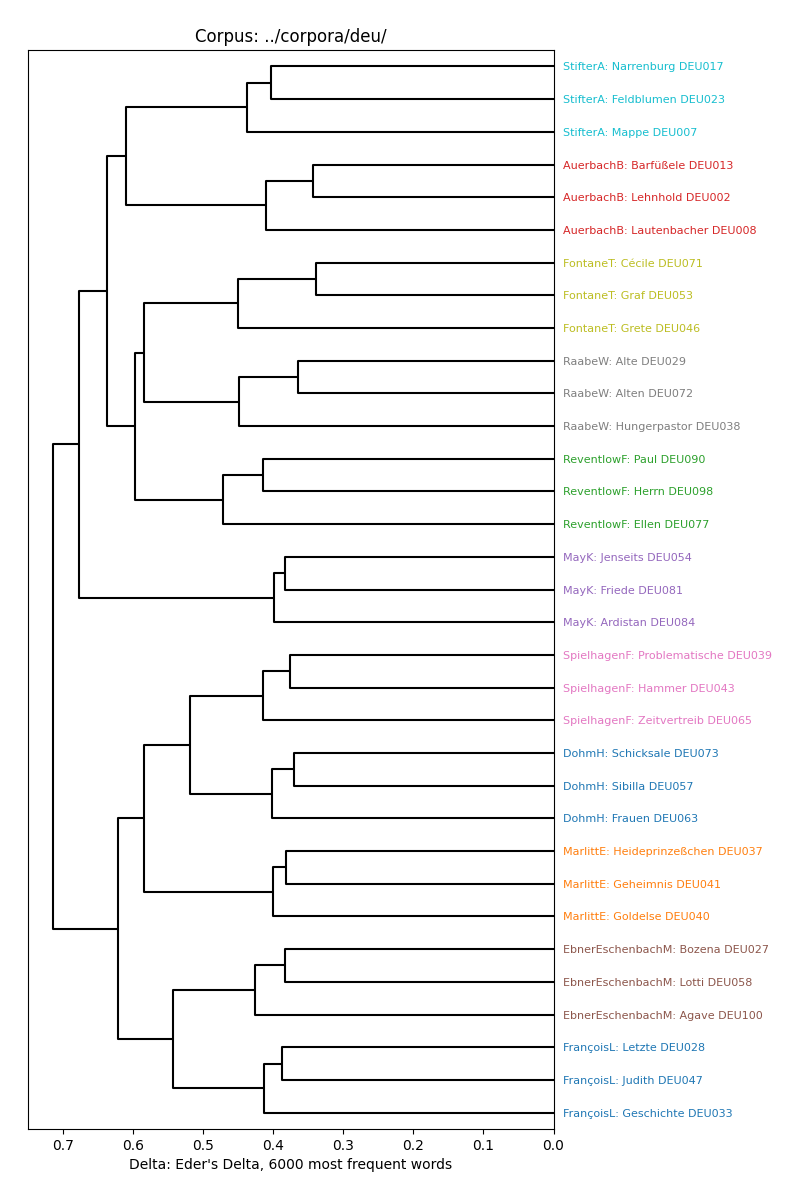 Corpus: ../corpora/deu/
StifterA: Narrenburg DEU017
StifterA: Feldblumen DEU023
StifterA: Mappe DEU007
AuerbachB: Barfüßele DEU013
AuerbachB: Lehnhold DEU002
AuerbachB: Lautenbacher DEU008
FontaneT: Cécile DEU071
FontaneT: Graf DEU053
FontaneT: Grete DEU046
RaabeW: Alte DEU029
RaabeW: Alten DEU072
RaabeW: Hungerpastor DEU038
ReventlowF: Paul DEU090
ReventlowF: Herrn DEU098
ReventlowF: Ellen DEU077
MayK: Jenseits DEU054
MayK: Friede DEU081
MayK: Ardistan DEU084
SpielhagenF: Problematische DEU039
SpielhagenF: Hammer DEU043
SpielhagenF: Zeitvertreib DEU065
DohmH: Schicksale DEU073
DohmH: Sibilla DEU057
DohmH: Frauen DEU063
MarlittE: Heideprinzeßchen DEU037
MarlittE: Geheimnis DEU041
MarlittE: Goldelse DEU040
EbnerEschenbachM: Bozena DEU027
EbnerEschenbachM: Lotti DEU058
EbnerEschenbachM: Agave DEU100
FrançoisL: Letzte DEU028
FrançoisL: Judith DEU047
FrançoisL: Geschichte DEU033
0.7 0.6 0.5 0.4 0.3 0.2 0.1 0.0
Delta: Eder's Delta, 6000 most frequent words